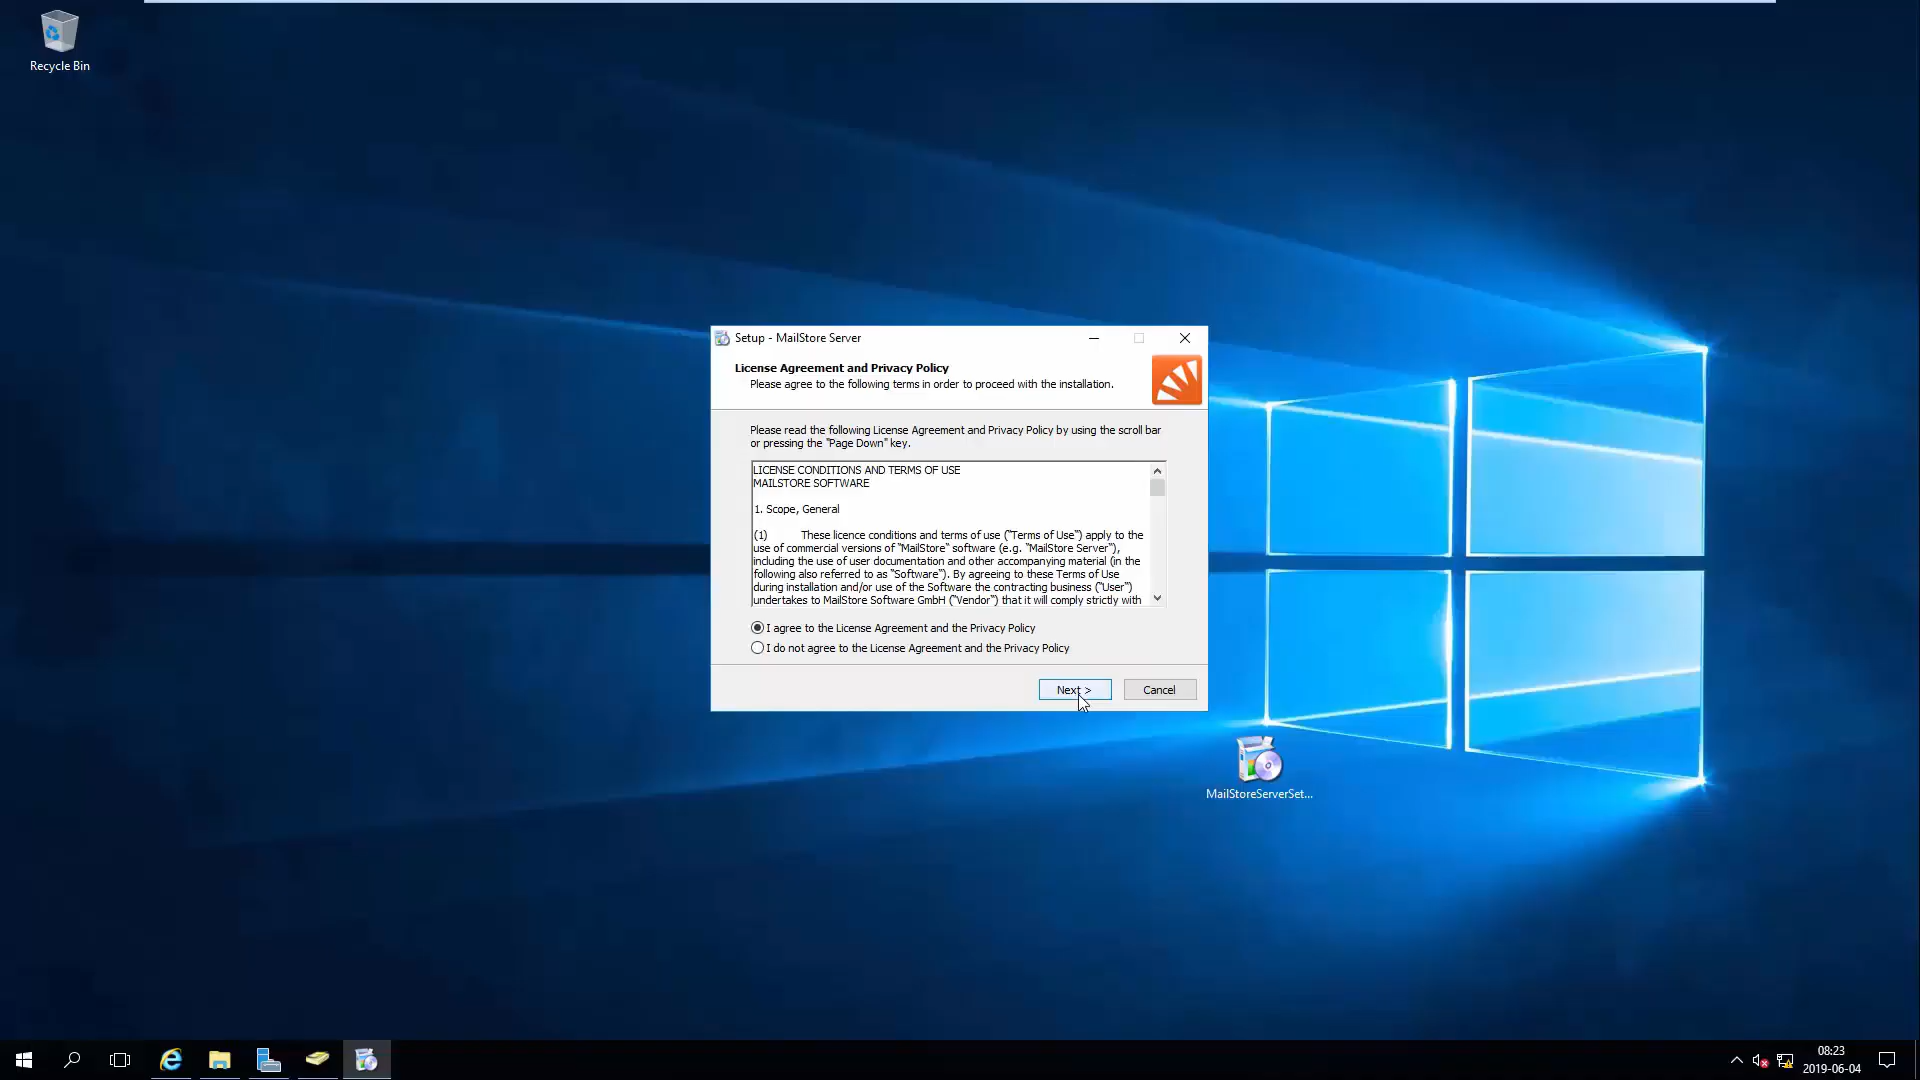 Recycle Bin
Setup - MailStore Server
License Agreement and Privacy Policy
Please agree to the following terms in order to proceed with the installation.
Please read the following License Agreement and Privacy Policy by using the scroll bar
or pressing the "Page Down" key.
LICENSE CONDITIONS AND TERMS OF USE
MAILSTORE SOFTWARE
1. Scope, General
(1) These licence conditions and terms of use ("Terms of Use") apply to the
use of commercial versions of "MailStore" software (e.g. "MailStore Server"),
including the use of user documentation and other accompanying material (in the
following also referred to as "Software"). By agreeing to these Terms of Use
during installation and/or use of the Software the contracting business ("User")
undertakes to MailStore Software GmbH ("Vendor") that it will comply strictly with
I agree to the License Agreement and the Privacy Policy
I do not agree to the License Agreement and the Privacy Policy
Next >
Cancel
MailStoreServerSet...
08:23
2019-06-04